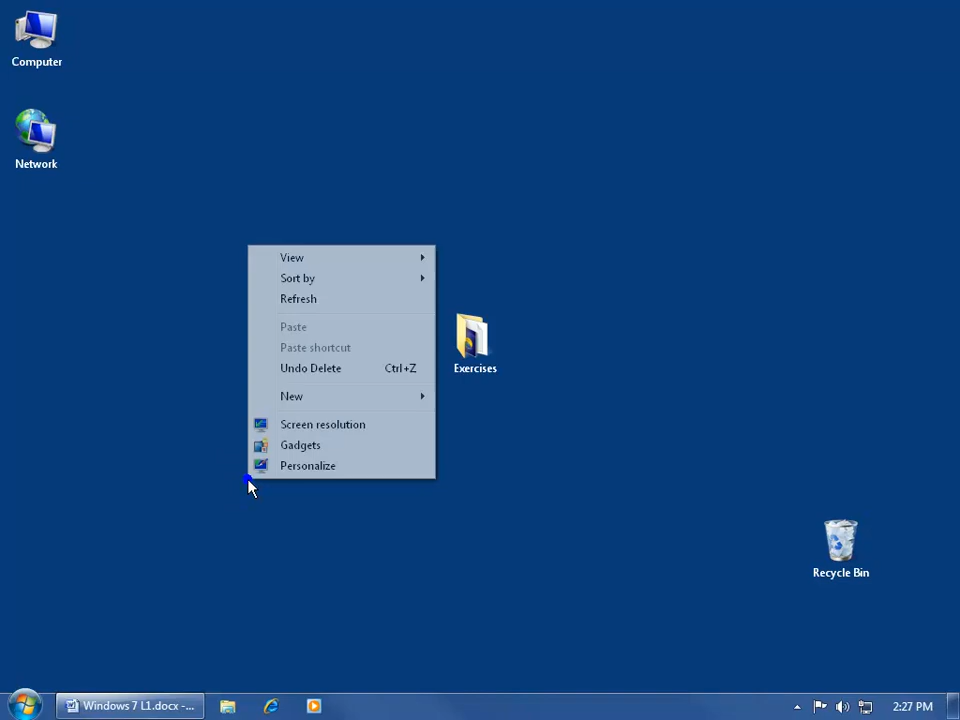 Computer
Network
View
Sort by
Refresh
Paste
Paste shortcut
Undo Delete Ctrl+Z
New
Screen resolution
Gadgets
Personalize
Exercises
Recycle Bin
Windows 7 L1.docx -...
2:27 PM